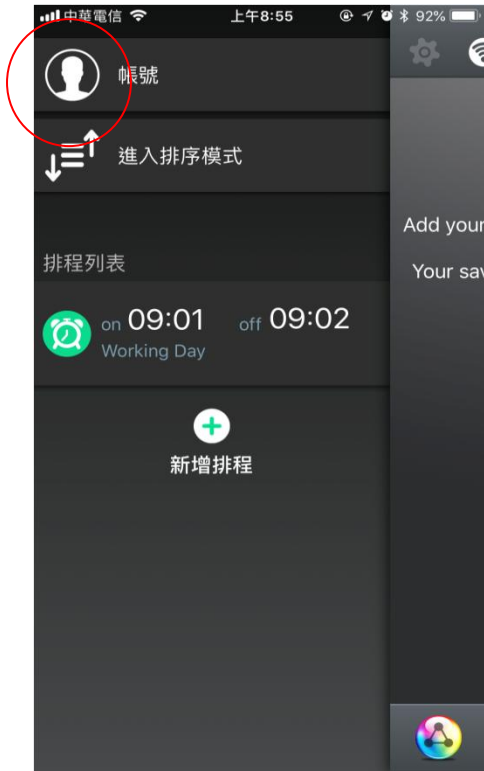 中華電信 上午8:55 92%
帳號
進入排序模式
Add your
Your sav
排程列表
on 09:01 off 09:02
Working Day
新增排程